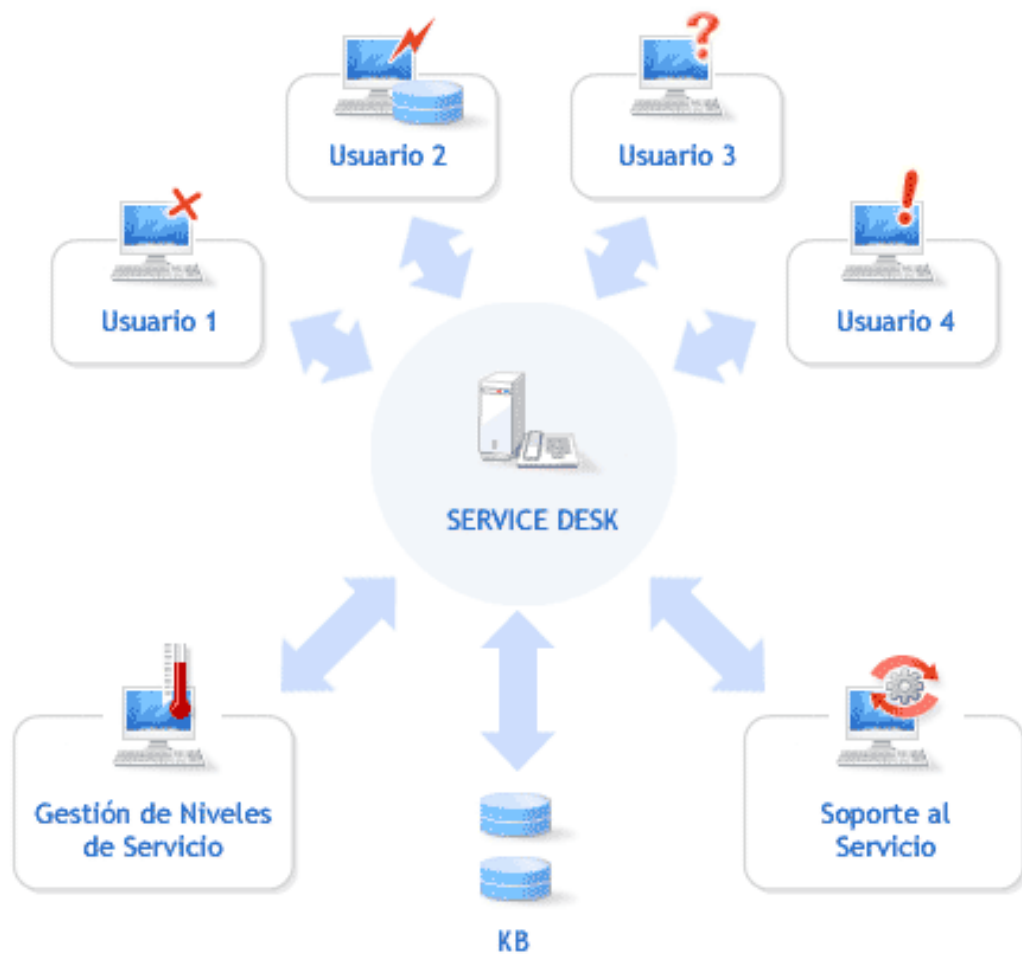 Usuario 2
Usuario 3
Usuario 1
Usuario 4
SERVICE DESK
Gestión de Niveles
de Servicio
Soporte al
Servicio
KB